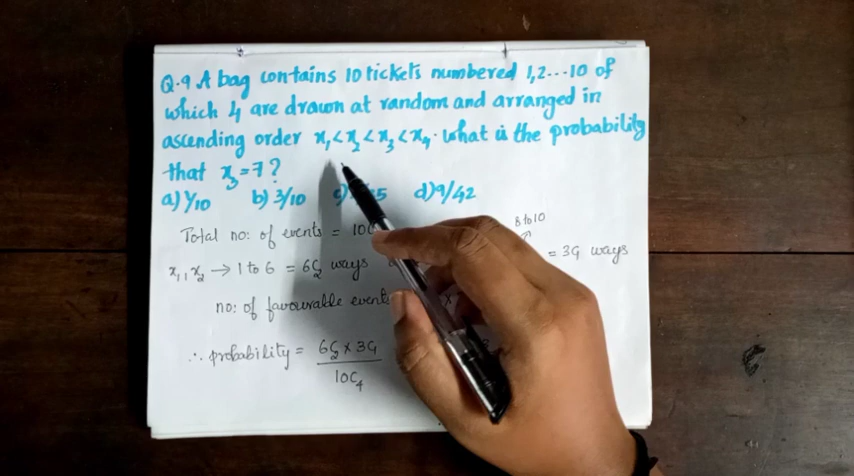 Q.9 A bag contains 10 tickets numbered 1,2...10 of
which 4 are drawn at random and arranged in
ascending order x₁<x₂<x₃<x₄. What is the probability
that x₃=7?
a) 1/10 b) 3/10 c) d) 9/42
8 to 10
Total no: of events = 10C
x₁, x₂ → 1 to 6 = 6C₂ ways = 3C₁ ways
no: of favourable event x
∴ probability = 6C₂ x 3C₁
10C₄